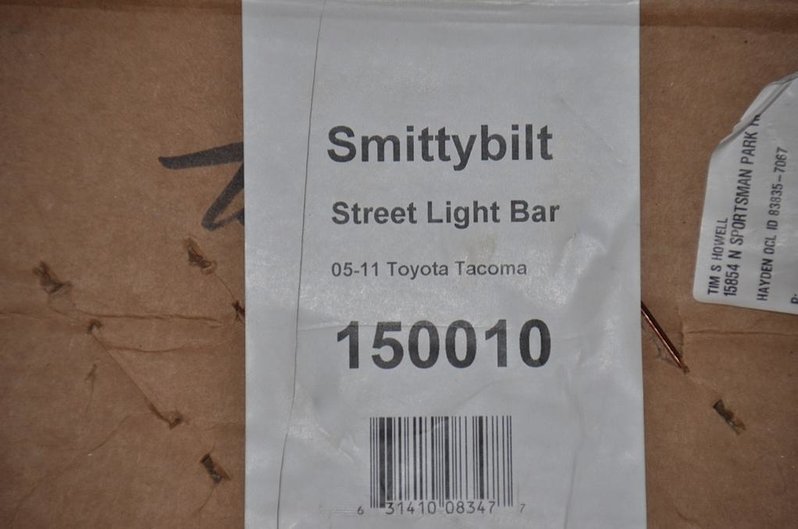 Smittybilt
Street Light Bar
05-11 Toyota Tacoma
150010
6 31410 08347 7
TIM S HOWELL
15854 N SPORTSMAN PARK
HAYDEN OCL ID 83835-7067